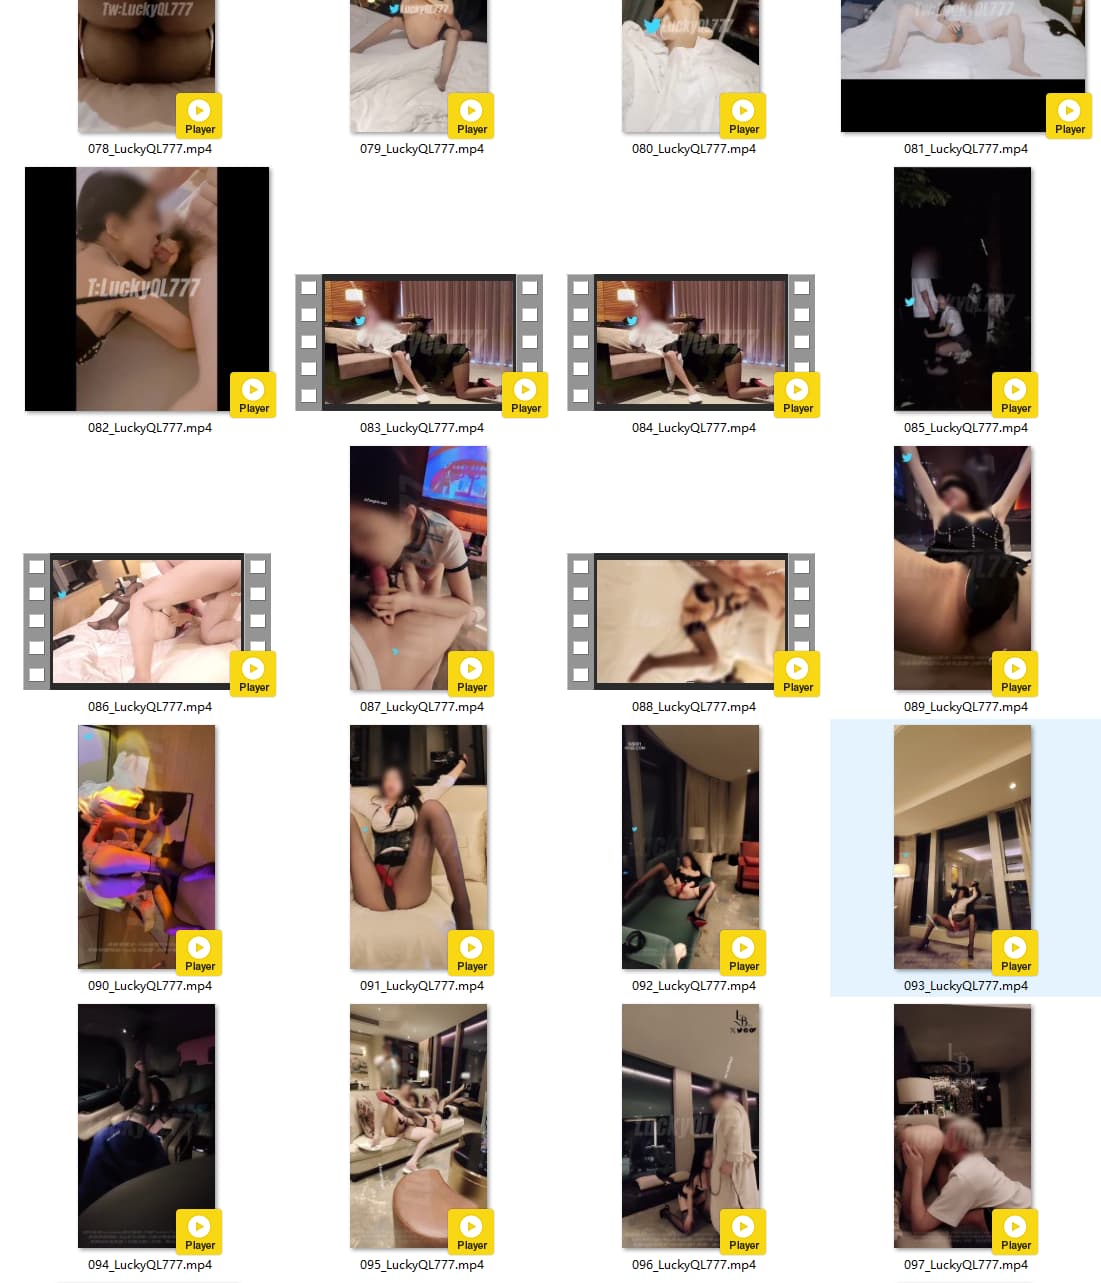 Tw:LuckyQL777
LuckyQL777
LuckyQL777
Tw:LuckyQL777
Player
Player
Player
Player
078_LuckyQL777.mp4
079_LuckyQL777.mp4
080_LuckyQL777.mp4
081_LuckyQL777.mp4
T:LuckyQL777
Player
Player
Player
Player
082_LuckyQL777.mp4
083_LuckyQL777.mp4
084_LuckyQL777.mp4
085_LuckyQL777.mp4
Player
Player
Player
Player
086_LuckyQL777.mp4
087_LuckyQL777.mp4
088_LuckyQL777.mp4
089_LuckyQL777.mp4
Player
Player
Player
Player
090_LuckyQL777.mp4
091_LuckyQL777.mp4
092_LuckyQL777.mp4
093_LuckyQL777.mp4
LB
LB
LuckyQL777
Player
Player
Player
Player
094_LuckyQL777.mp4
095_LuckyQL777.mp4
096_LuckyQL777.mp4
097_LuckyQL777.mp4